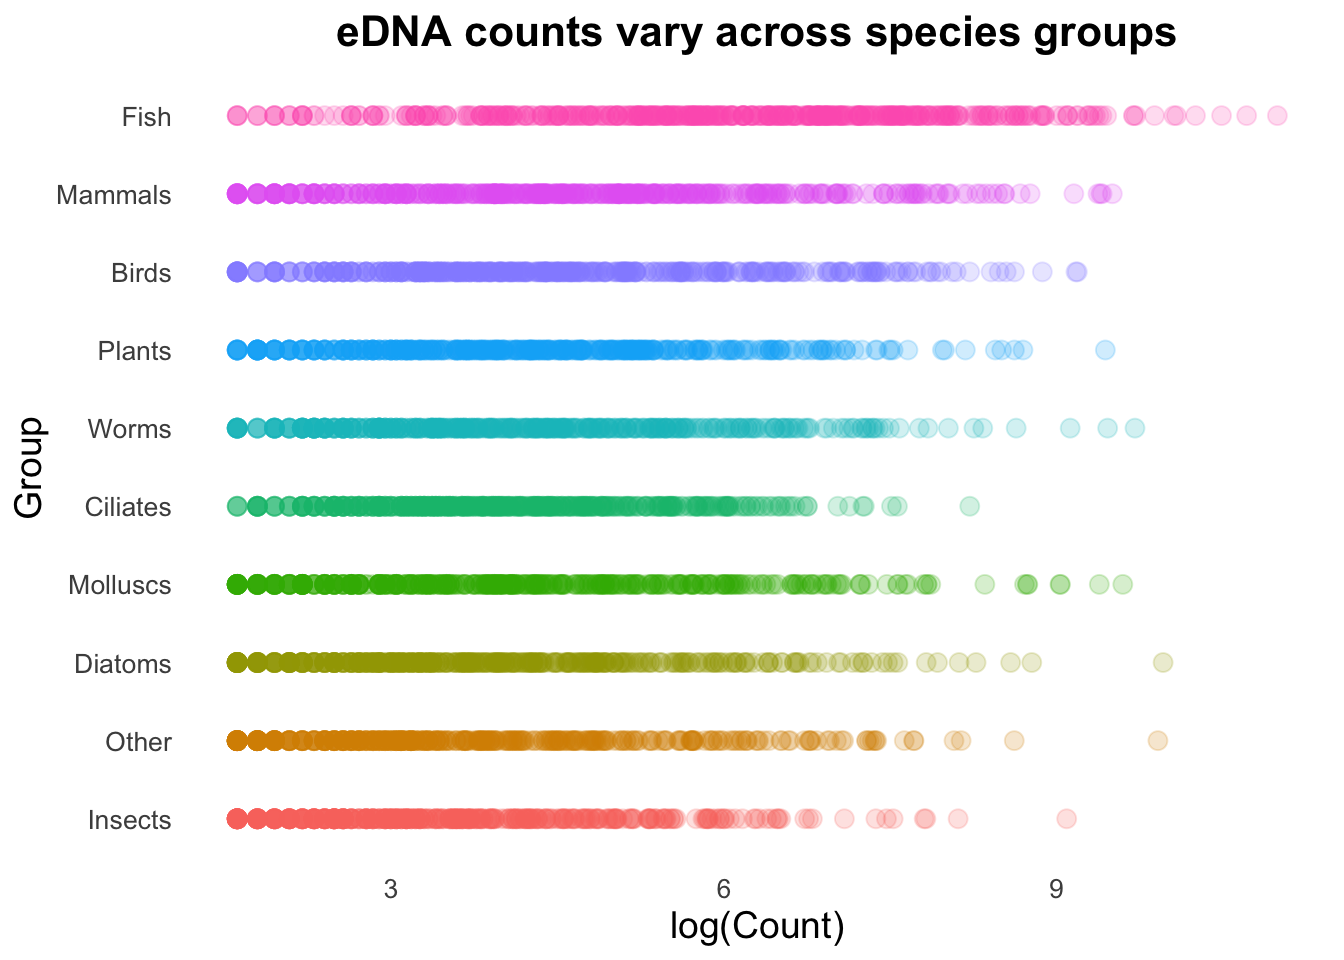 eDNA counts vary across species groups
Group
Fish
Mammals
Birds
Plants
Worms
Ciliates
Molluscs
Diatoms
Other
Insects
3 6 9
log(Count)